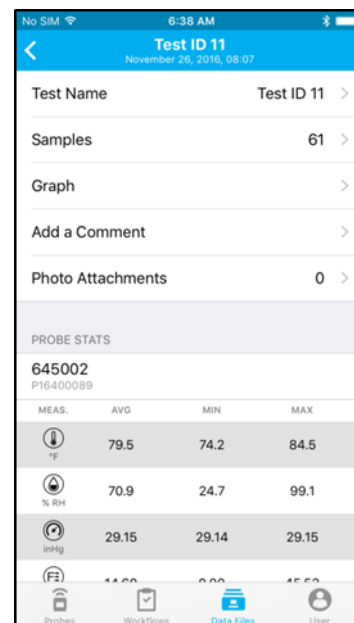 No SIM 6:38 AM
Test ID 11
November 26, 2016, 08:07
Test Name Test ID 11
Samples 61
Graph
Add a Comment
Photo Attachments 0
PROBE STATS
645002
P16400089
MEAS. AVG MIN MAX
°F 79.5 74.2 84.5
% RH 70.9 24.7 99.1
inHg 29.15 29.14 29.15
Probes Workflows Data Files User